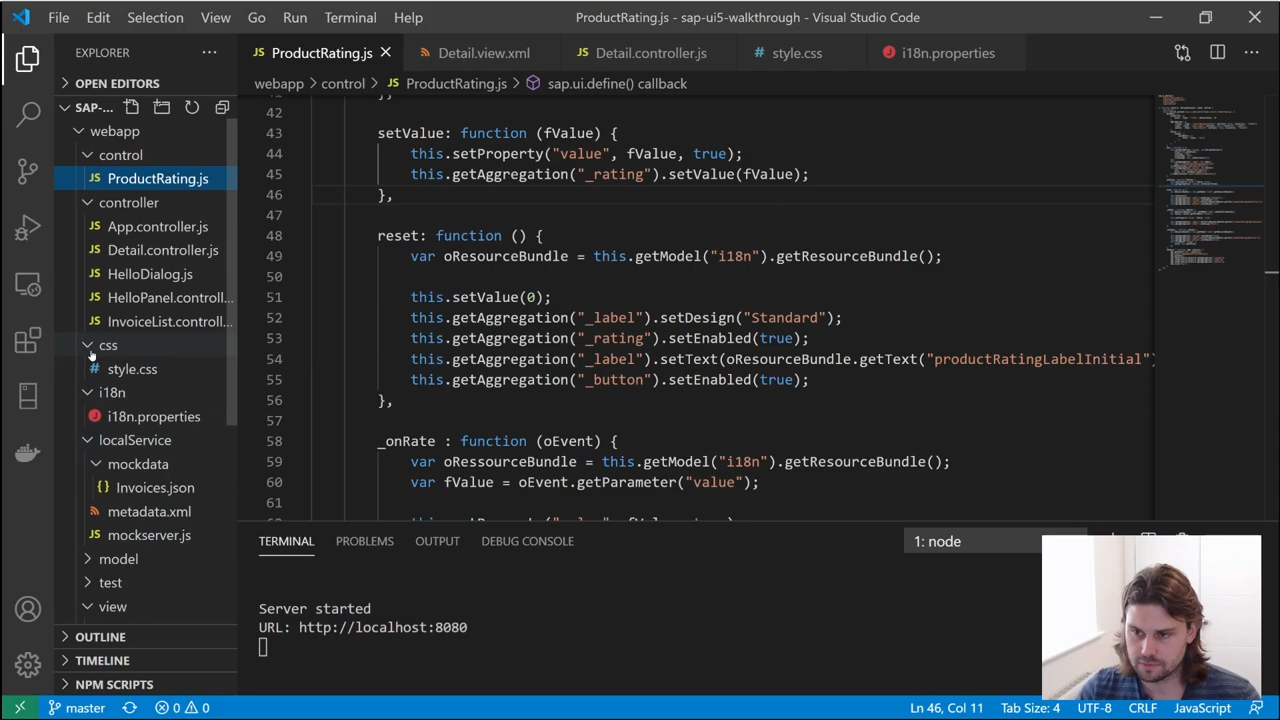 File Edit Selection View Go Run Terminal Help ProductRating.js - sap-ui5-walkthrough - Visual Studio Code
EXPLORER
ProductRating.js Detail.view.xml Detail.controller.js style.css i18n.properties
OPEN EDITORS
webapp control ProductRating.js sap.ui.define() callback
SAP-...
webapp
control
ProductRating.js
controller
App.controller.js
Detail.controller.js
HelloDialog.js
HelloPanel.controll...
InvoiceList.controll...
css
style.css
i18n
i18n.properties
localService
mockdata
Invoices.json
metadata.xml
mockserver.js
model
test
view
OUTLINE
TIMELINE
NPM SCRIPTS
42
43 setValue: function (fValue) {
44 this.setProperty("value", fValue, true);
45 this.getAggregation("_rating").setValue(fValue);
46 },
47
48 reset: function () {
49 var oResourceBundle = this.getModel("i18n").getResourceBundle();
50
51 this.setValue(0);
52 this.getAggregation("_label").setDesign("Standard");
53 this.getAggregation("_rating").setEnabled(true);
54 this.getAggregation("_label").setText(oResourceBundle.getText("productRatingLabelInitial")
55 this.getAggregation("_button").setEnabled(true);
56 },
57
58 _onRate : function (oEvent) {
59 var oRessourceBundle = this.getModel("i18n").getResourceBundle();
60 var fValue = oEvent.getParameter("value");
61
TERMINAL PROBLEMS OUTPUT DEBUG CONSOLE 1: node
Server started
URL: http://localhost:8080
master 0 0 Ln 46, Col 11 Tab Size: 4 UTF-8 CRLF JavaScript